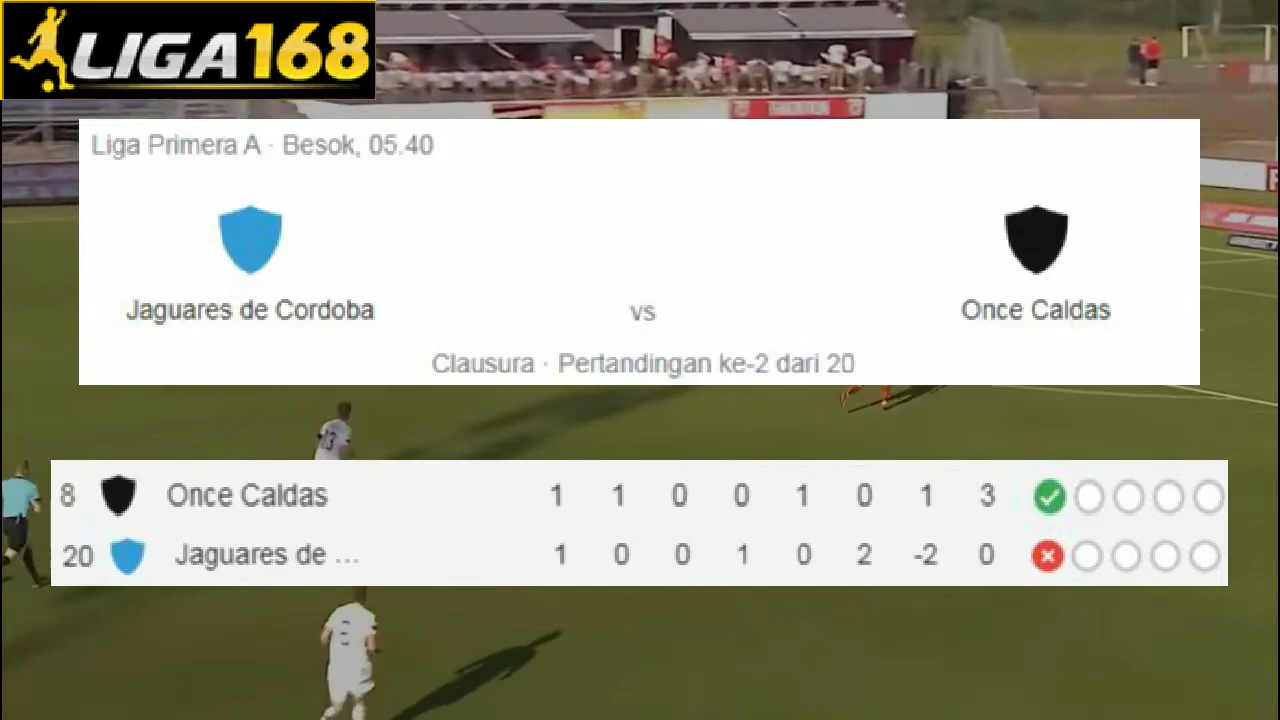 LIGA168
Liga Primera A · Besok, 05.40
Jaguares de Cordoba
vs
Once Caldas
Clausura · Pertandingan ke-2 dari 20
8 Once Caldas 1 1 0 0 1 0 1 3
20 Jaguares de ... 1 0 0 1 0 2 -2 0